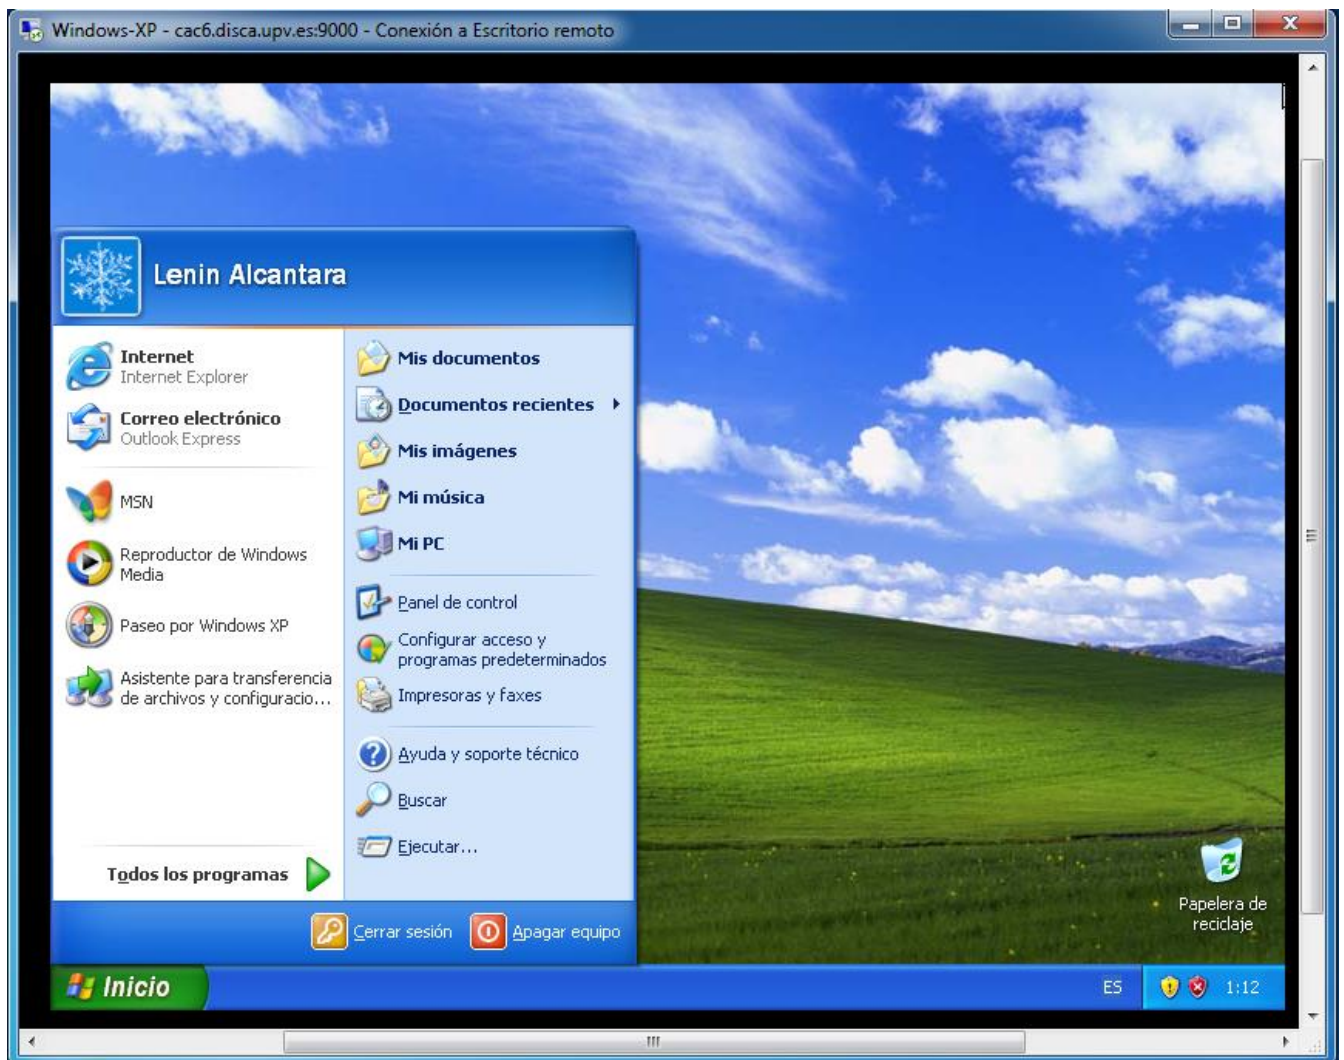 Windows-XP - cac6.disca.upv.es:9000 - Conexión a Escritorio remoto
Lenin Alcantara
Internet
Internet Explorer
Correo electrónico
Outlook Express
MSN
Reproductor de Windows
Media
Paseo por Windows XP
Asistente para transferencia
de archivos y configuracio...
Todos los programas
Mis documentos
Documentos recientes
Mis imágenes
Mi música
Mi PC
Panel de control
Configurar acceso y
programas predeterminados
Impresoras y faxes
Ayuda y soporte técnico
Buscar
Ejecutar...
Cerrar sesión
Apagar equipo
Papelera de
reciclaje
Inicio
ES
1:12